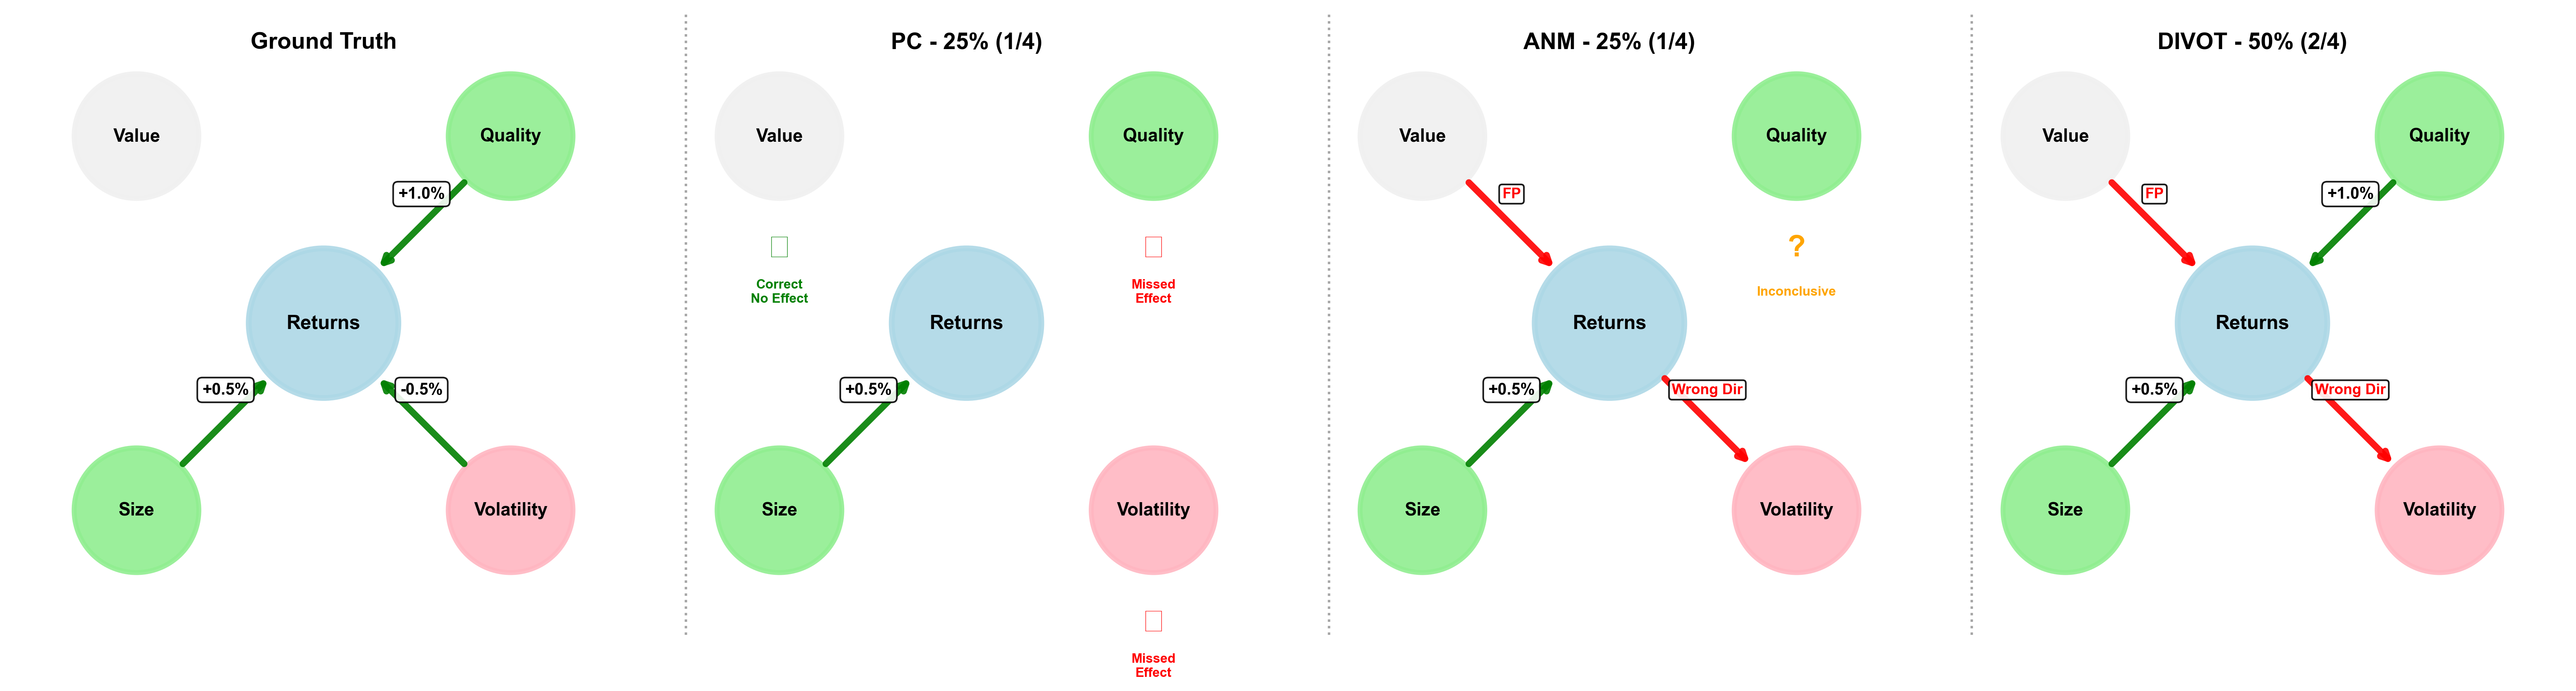 Ground Truth
Value
Quality
+1.0%
Returns
+0.5%
-0.5%
Size
Volatility
PC - 25% (1/4)
Value
Quality
Correct
No Effect
Missed
Effect
Returns
+0.5%
Size
Volatility
Missed
Effect
ANM - 25% (1/4)
Value
Quality
FP
?
Inconclusive
Returns
+0.5%
Wrong Dir
Size
Volatility
DIVOT - 50% (2/4)
Value
Quality
FP
+1.0%
Returns
+0.5%
Wrong Dir
Size
Volatility